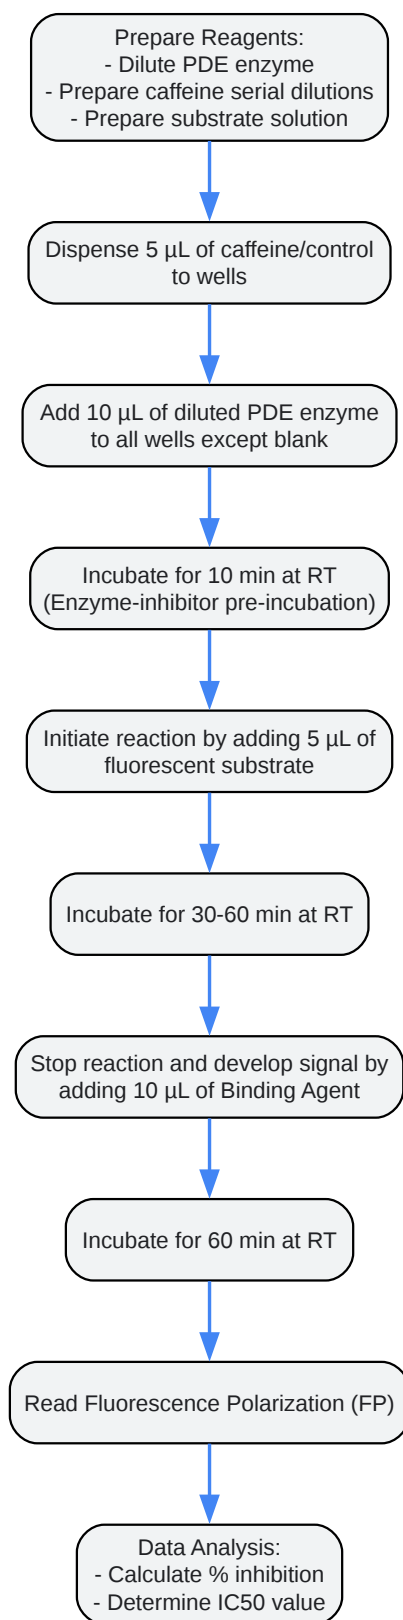 Prepare Reagents:
- Dilute PDE enzyme
- Prepare caffeine serial dilutions
- Prepare substrate solution
Dispense 5 µL of caffeine/control
to wells
Add 10 µL of diluted PDE enzyme
to all wells except blank
Incubate for 10 min at RT
(Enzyme-inhibitor pre-incubation)
Initiate reaction by adding 5 µL of
fluorescent substrate
Incubate for 30-60 min at RT
Stop reaction and develop signal by
adding 10 µL of Binding Agent
Incubate for 60 min at RT
Read Fluorescence Polarization (FP)
Data Analysis:
- Calculate % inhibition
- Determine IC50 value